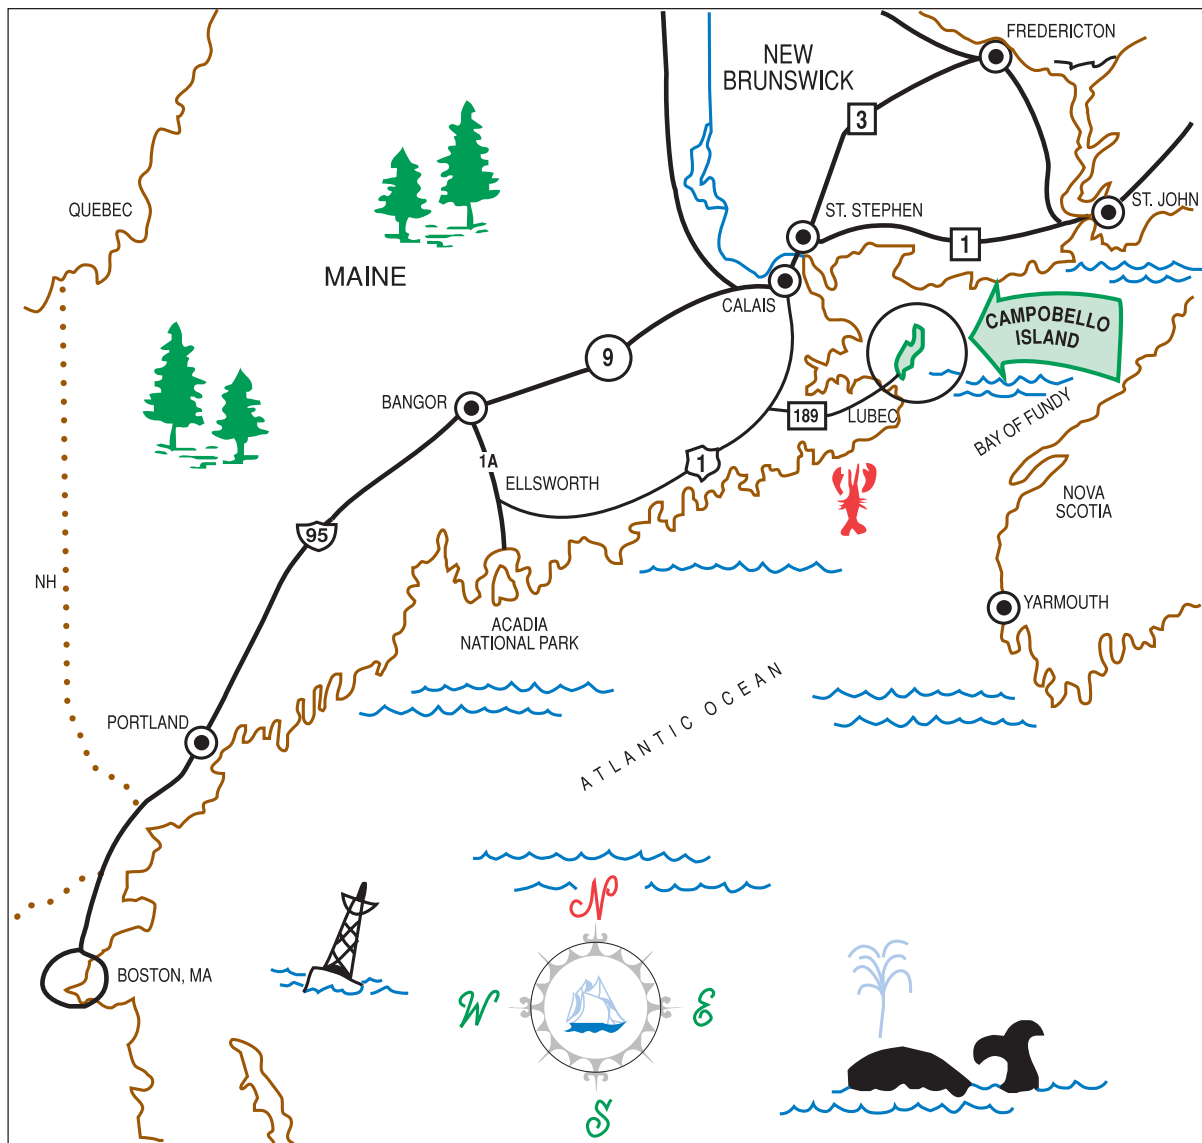 FREDERICTON
NEW
BRUNSWICK
3
QUEBEC
ST. STEPHEN
ST. JOHN
1
MAINE
CALAIS
CAMPOBELLO
ISLAND
9
BANGOR
189
LUBEC
BAY OF FUNDY
1A
1
ELLSWORTH
NOVA
SCOTIA
95
NH
YARMOUTH
ACADIA
NATIONAL PARK
ATLANTIC OCEAN
PORTLAND
N
BOSTON, MA
W
E
S